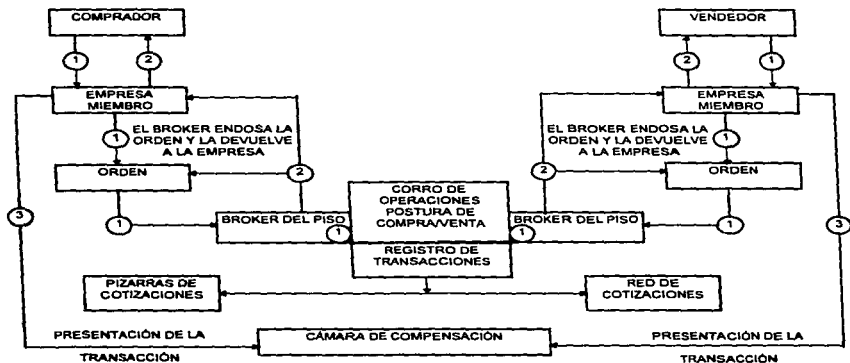 COMPRADOR
VENDEDOR
1
2
2
1
EMPRESA
MIEMBRO
EMPRESA
MIEMBRO
1
EL BROKER ENDOSA LA
ORDEN Y LA DEVUELVE
A LA EMPRESA
EL BROKER ENDOSA LA
ORDEN Y LA DEVUELVE
A LA EMPRESA
1
ORDEN
2
2
ORDEN
3
1
BROKER DEL PISO
1
CORRO DE
OPERACIONES
POSTURA DE
COMPRA/VENTA
1
BROKER DEL PISO
1
3
REGISTRO DE
TRANSACCIONES
PIZARRAS DE
COTIZACIONES
RED DE
COTIZACIONES
PRESENTACIÓN DE LA
TRANSACCIÓN
CÁMARA DE COMPENSACIÓN
PRESENTACIÓN DE LA
TRANSACCIÓN